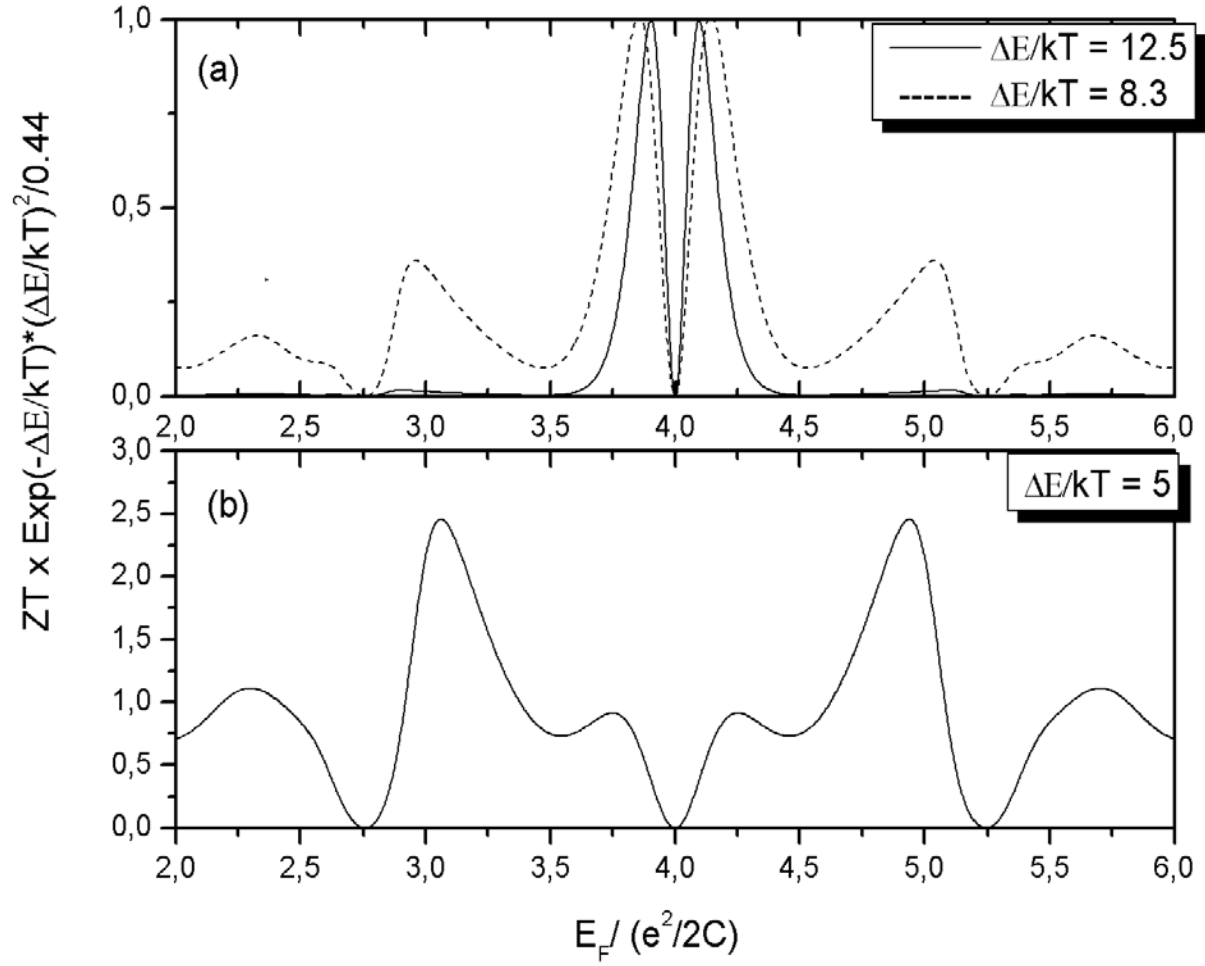 ZT x Exp(-ΔE/kT)*(ΔE/kT)²/0.44
(a)
ΔE/kT = 12.5
ΔE/kT = 8.3
1,0
0,5
0,0
2,0 2,5 3,0 3,5 4,0 4,5 5,0 5,5 6,0
(b)
ΔE/kT = 5
3,0
2,5
2,0
1,5
1,0
0,5
0,0
2,0 2,5 3,0 3,5 4,0 4,5 5,0 5,5 6,0
E_F/ (e²/2C)